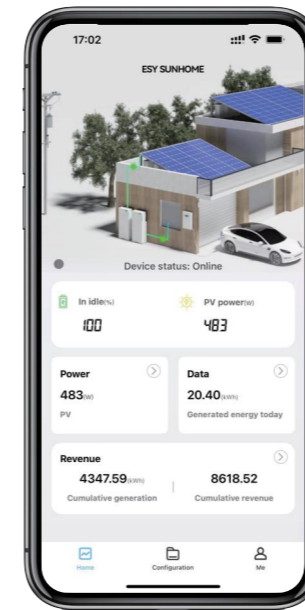 17:02
ESY SUNHOME
Device status: Online
In idle(%)
100
PV power(W)
483
Power
483(W)
PV
Data
20.40(kWh)
Generated energy today
Revenue
4347.59(kWh)
Cumulative generation
8618.52
Cumulative revenue
Home
Configuration
Me